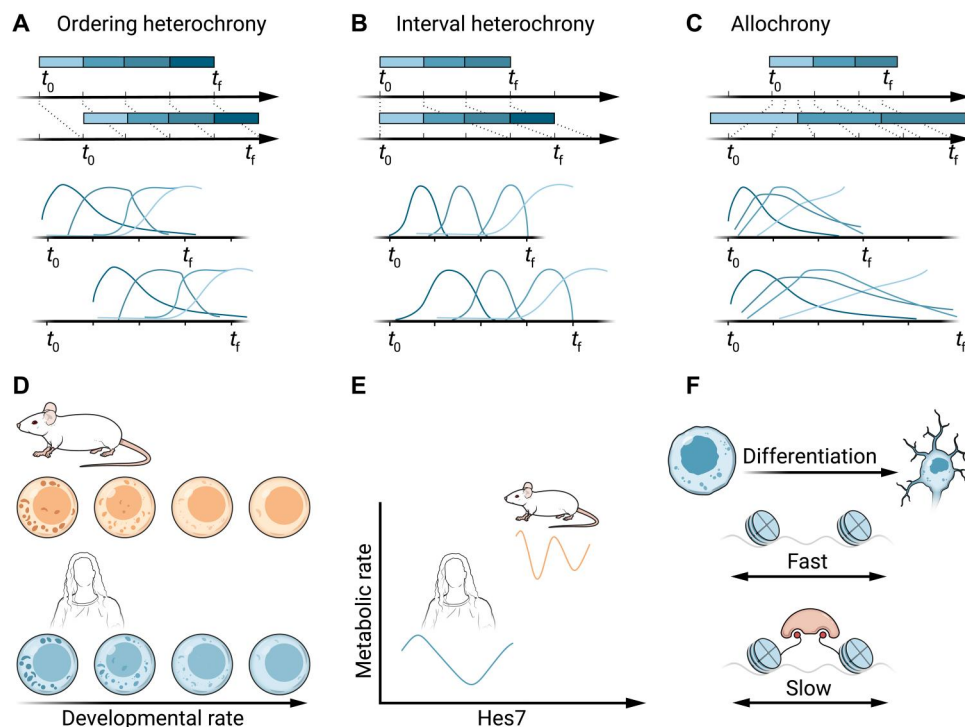 A Ordering heterochrony
t0 tf
t0 tf
t0 tf
t0 tf
B Interval heterochrony
t0 tf
t0 tf
t0 tf
t0 tf
C Allochrony
t0 tf
t0 tf
t0 tf
t0 tf
D
Developmental rate
E
Metabolic rate
Hes7
F
Differentiation
Fast
Slow